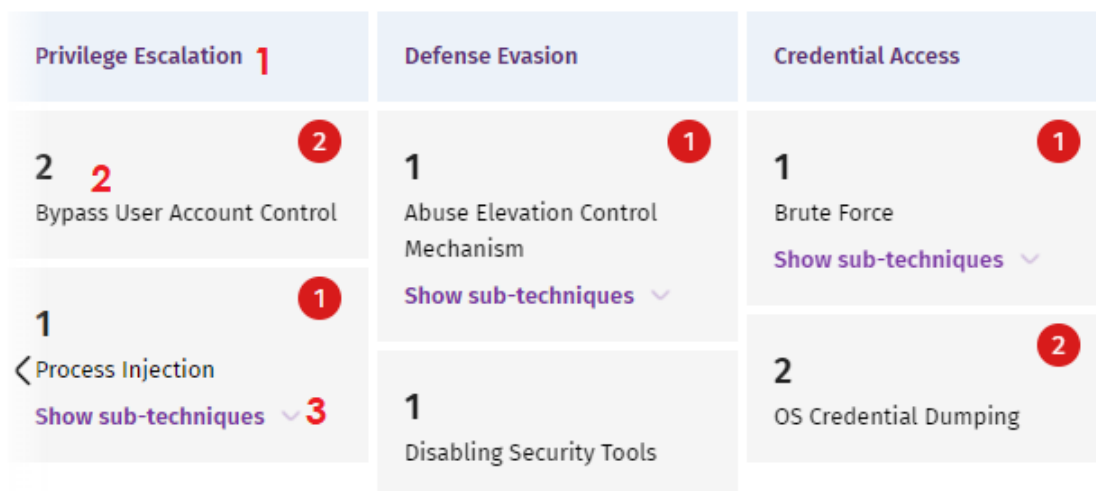 Privilege Escalation 1
Defense Evasion
Credential Access
2
2 2
Bypass User Account Control
1
1
Process Injection
Show sub-techniques 3
1
1
Abuse Elevation Control
Mechanism
Show sub-techniques
1
Disabling Security Tools
1
1
Brute Force
Show sub-techniques
2
2
OS Credential Dumping